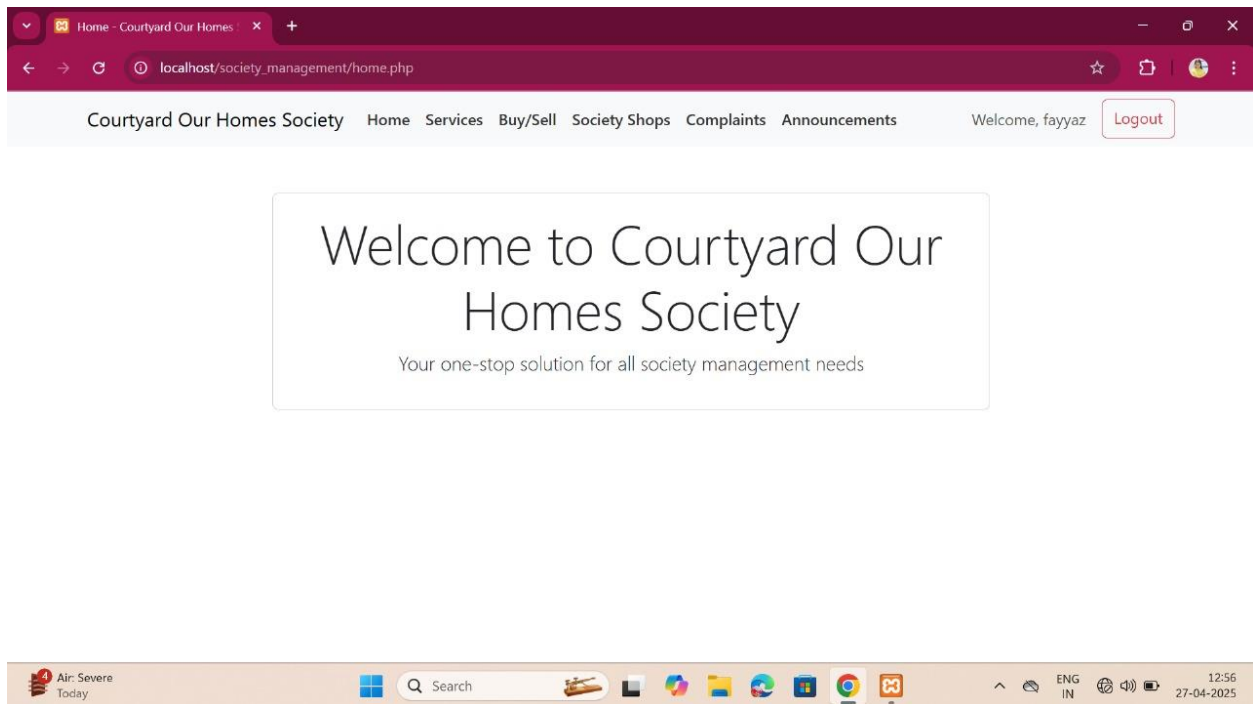 Home - Courtyard Our Homes S
localhost/society_management/home.php
Courtyard Our Homes Society Home Services Buy/Sell Society Shops Complaints Announcements Welcome, fayyaz Logout
Welcome to Courtyard Our
Homes Society
Your one-stop solution for all society management needs
4
Air: Severe
Today
Search
ENG
IN
12:56
27-04-2025